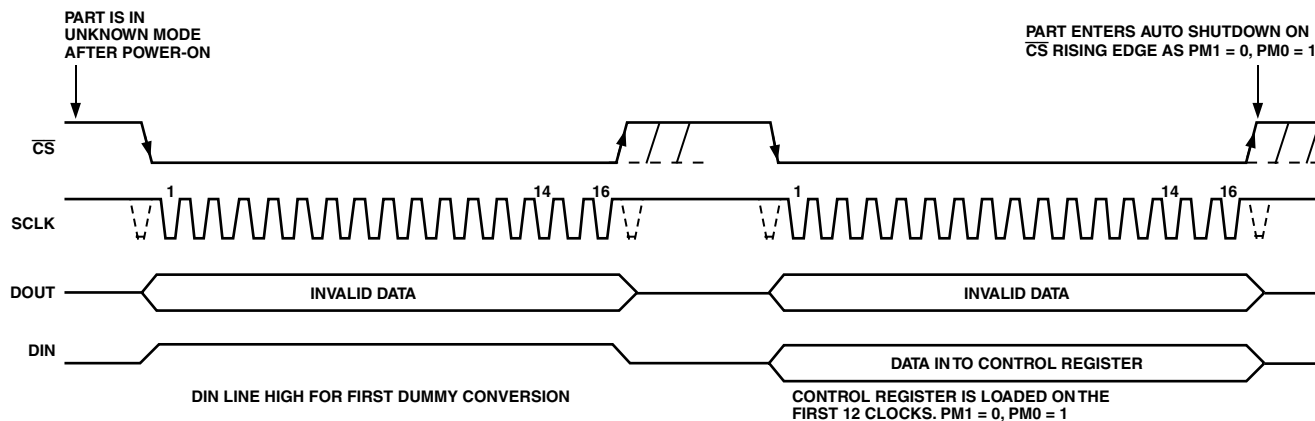 PART IS IN
UNKNOWN MODE
AFTER POWER-ON
PART ENTERS AUTO SHUTDOWN ON
CS RISING EDGE AS PM1 = 0, PM0 = 1
CS
1
14
16
1
14
16
SCLK
DOUT
INVALID DATA
INVALID DATA
DIN
DATA IN TO CONTROL REGISTER
DIN LINE HIGH FOR FIRST DUMMY CONVERSION
CONTROL REGISTER IS LOADED ON THE
FIRST 12 CLOCKS. PM1 = 0, PM0 = 1